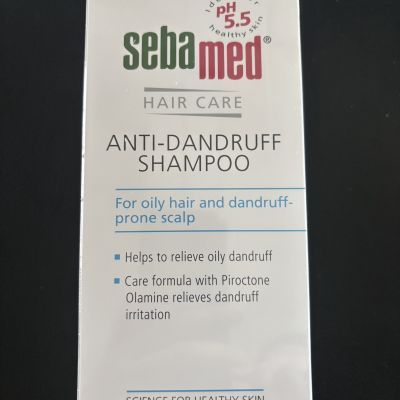 pH
5.5
healthy skin
sebamed®
HAIR CARE
ANTI-DANDRUFF
SHAMPOO
For oily hair and dandruff-
prone scalp
▪ Helps to relieve oily dandruff
▪ Care formula with Piroctone
Olamine relieves dandruff
irritation
SCIENCE FOR HEALTHY SKIN